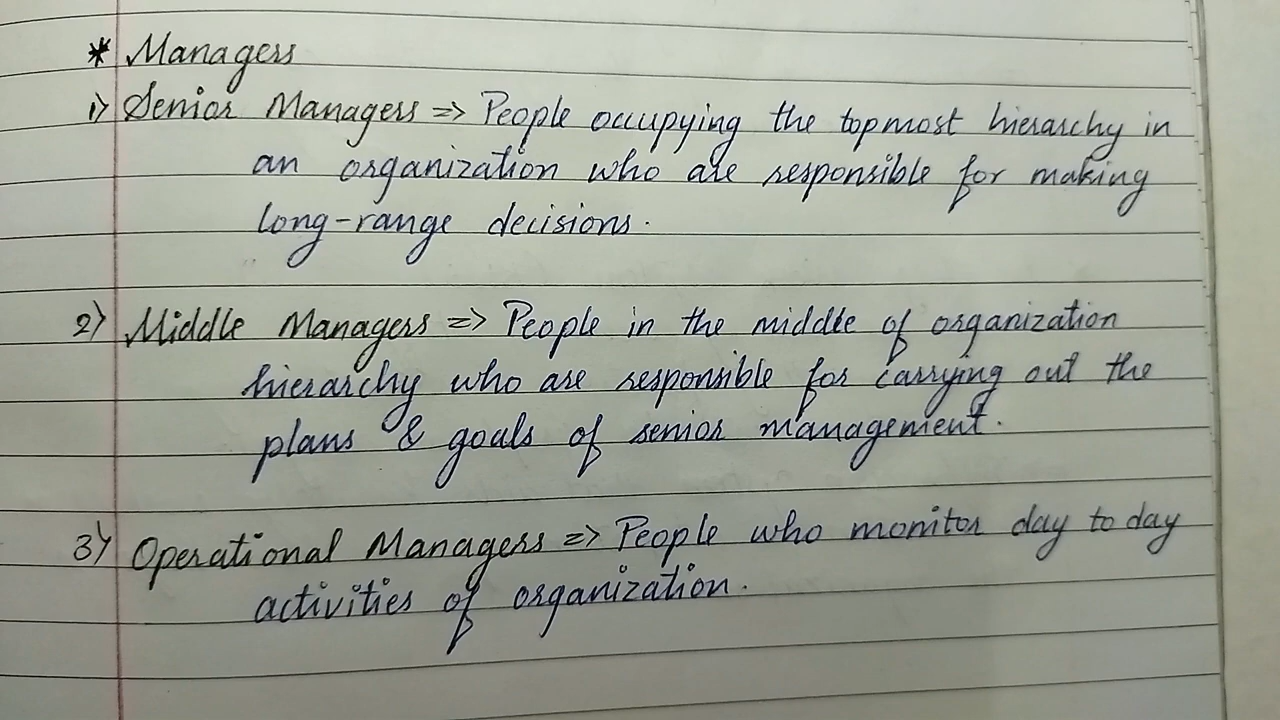 * Managers
1) Senior Managers => People occupying the topmost hierarchy in
an organization who are responsible for making
long-range decisions.
2) Middle Managers => People in the middle of organization
hierarchy who are responsible for carrying out the
plans & goals of senior management.
3) Operational Managers => People who monitor day to day
activities of organization.